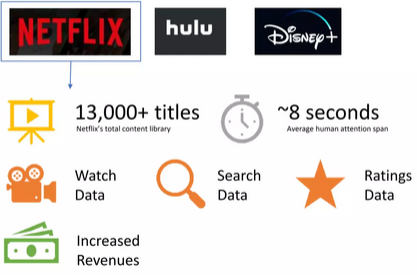 NETFLIX
hulu
Disney+
13,000+ titles
Netflix's total content library
~8 seconds
Average human attention span
Watch
Data
Search
Data
Ratings
Data
Increased
Revenues